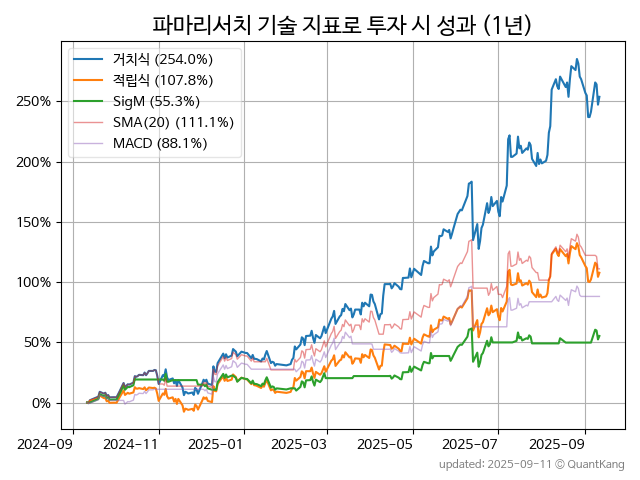 파마리서치 기술 지표로 투자 시 성과 (1년)
거치식 (254.0%)
적립식 (107.8%)
SigM (55.3%)
SMA(20) (111.1%)
MACD (88.1%)
250%
200%
150%
100%
50%
0%
2024-09 2024-11 2025-01 2025-03 2025-05 2025-07 2025-09
updated: 2025-09-11 © QuantKang